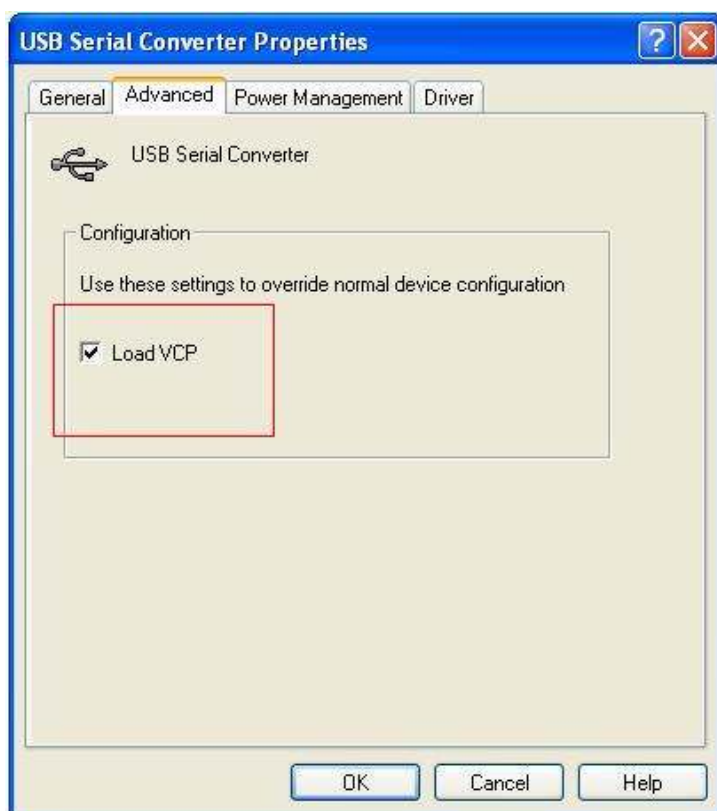 USB Serial Converter Properties
General Advanced Power Management Driver
USB Serial Converter
Configuration
Use these settings to override normal device configuration
Load VCP
OK Cancel Help